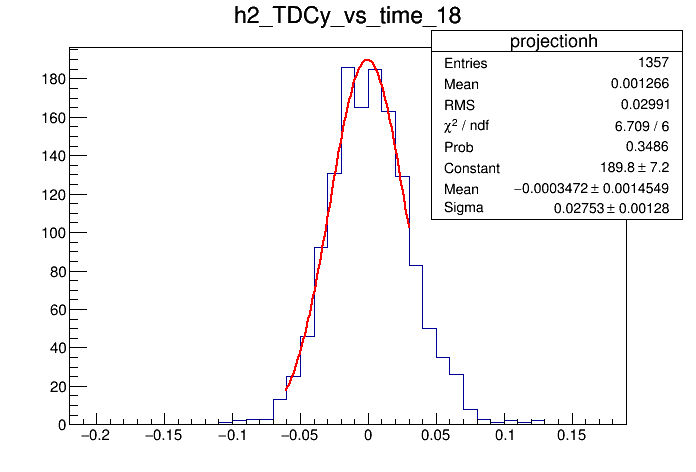 h2_TDCy_vs_time_18
projectionh
Entries 1357
Mean 0.001266
RMS 0.02991
χ² / ndf 6.709 / 6
Prob 0.3486
Constant 189.8 ± 7.2
Mean −0.0003472 ± 0.0014549
Sigma 0.02753 ± 0.00128
180
160
140
120
100
80
60
40
20
0
−0.2 −0.15 −0.1 −0.05 0 0.05 0.1 0.15